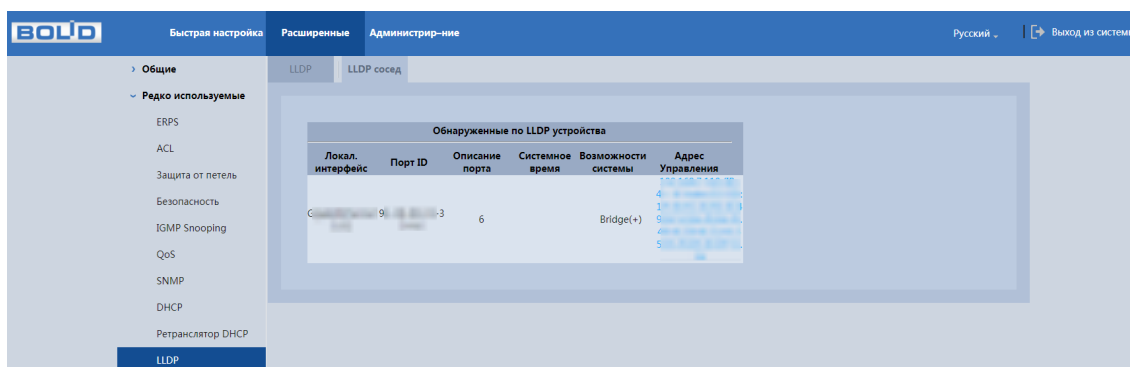 BOLID
Быстрая настройка Расширенные Администрир-ние Русский Выход из систем
Общие
Редко используемые
ERPS
ACL
Защита от петель
Безопасность
IGMP Snooping
QoS
SNMP
DHCP
Ретранслятор DHCP
LLDP
LLDP LLDP сосед
Обнаруженные по LLDP устройства
Локал. интерфейс Порт ID Описание порта Системное время Возможности системы Адрес Управления
6 Bridge(+)